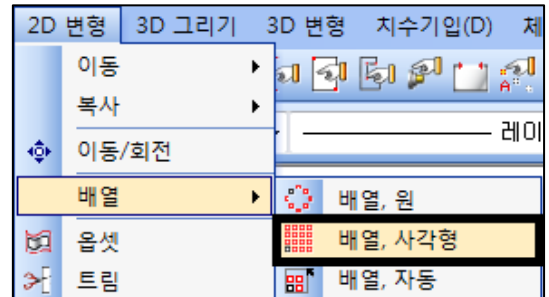 2D 변형 3D 그리기 3D 변형 치수기입(D) 체
이동
복사
레이
이동/회전
배열
배열, 원
옵셋
배열, 사각형
트림
배열, 자동